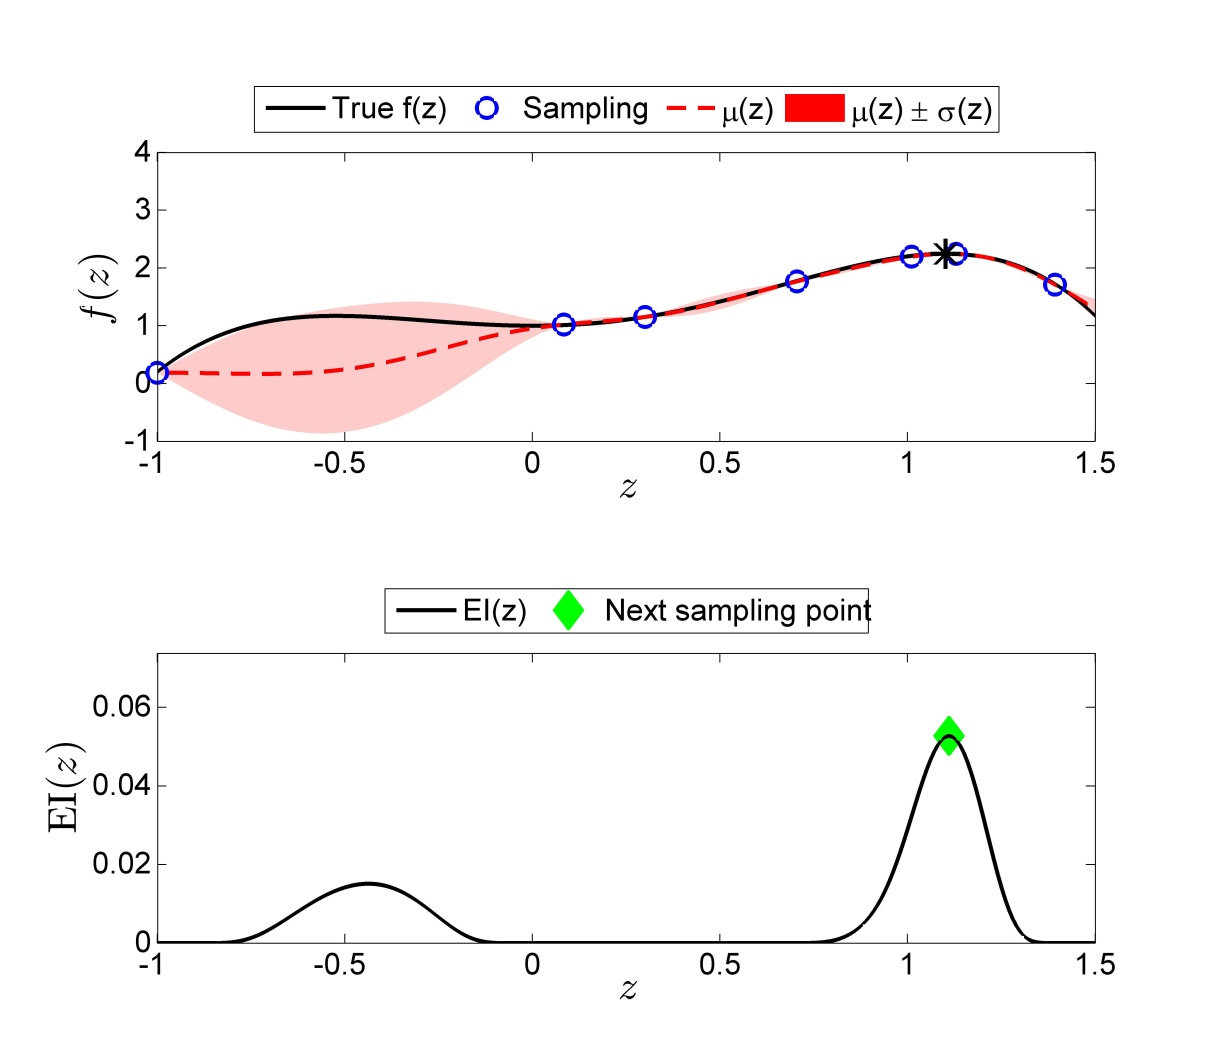 True f(z) Sampling μ(z) μ(z) ± σ(z)
4
3
2
1
0
-1
f(z)
-1 -0.5 0 0.5 1 1.5
z
EI(z) Next sampling point
0.06
0.04
0.02
0
EI(z)
-1 -0.5 0 0.5 1 1.5
z